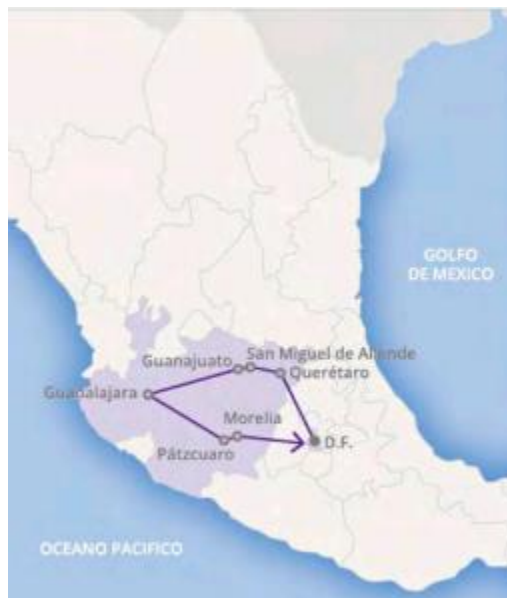 GOLFO
DE MEXICO
San Miguel de Allende
Guanajuato
Querétaro
Guadalajara
Morelia
D.F.
Pátzcuaro
OCEANO PACIFICO